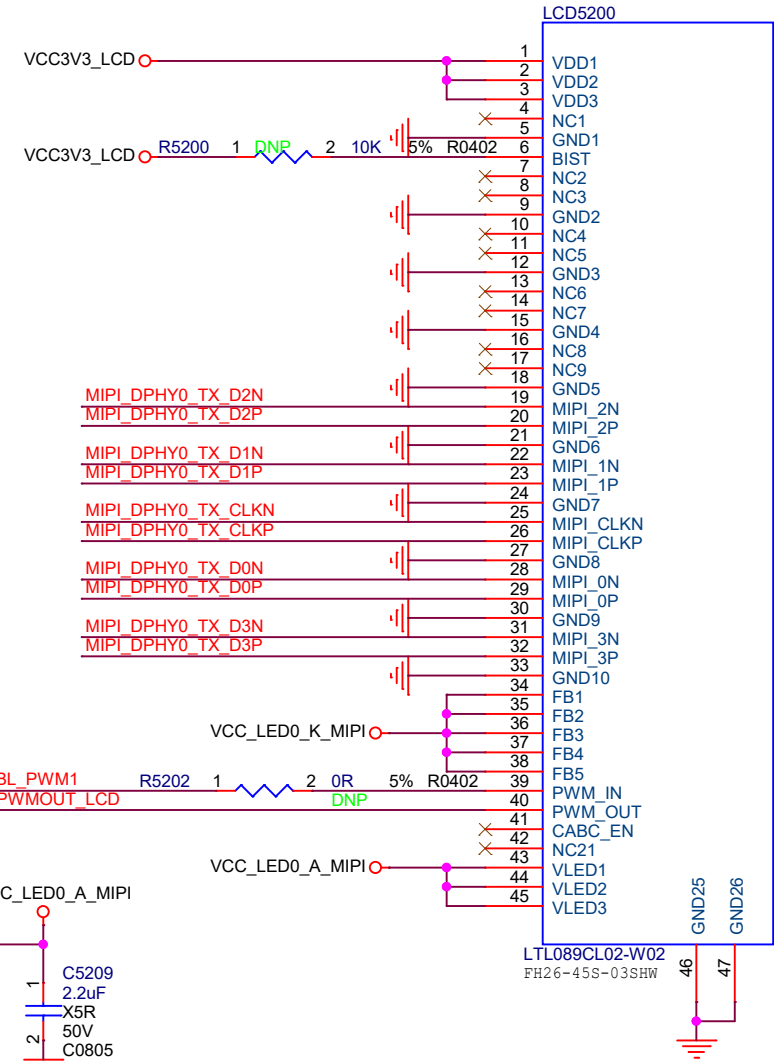 LCD5200
VCC3V3_LCD
1 VDD1
2 VDD2
3 VDD3
4 NC1
5 GND1
VCC3V3_LCD R5200 1 DNP 2 10K 5% R0402 6 BIST
7 NC2
8 NC3
9 GND2
10 NC4
11 NC5
12 GND3
13 NC6
14 NC7
15 GND4
16 NC8
17 NC9
18 GND5
MIPI_DPHY0_TX_D2N 19 MIPI_2N
MIPI_DPHY0_TX_D2P 20 MIPI_2P
21 GND6
MIPI_DPHY0_TX_D1N 22 MIPI_1N
MIPI_DPHY0_TX_D1P 23 MIPI_1P
24 GND7
MIPI_DPHY0_TX_CLKN 25 MIPI_CLKN
MIPI_DPHY0_TX_CLKP 26 MIPI_CLKP
27 GND8
MIPI_DPHY0_TX_D0N 28 MIPI_0N
MIPI_DPHY0_TX_D0P 29 MIPI_0P
30 GND9
MIPI_DPHY0_TX_D3N 31 MIPI_3N
MIPI_DPHY0_TX_D3P 32 MIPI_3P
33 GND10
34 FB1
35 FB2
VCC_LED0_K_MIPI 36 FB3
37 FB4
38 FB5
BL_PWM1 R5202 1 2 0R 5% R0402 39 PWM_IN
PWMOUT_LCD DNP 40 PWM_OUT
41 CABC_EN
42 NC21
VCC_LED0_A_MIPI 43 VLED1
44 VLED2
45 VLED3
C_LED0_A_MIPI
GND25
GND26
LTL089CL02-W02
FH26-45S-03SHW
46
47
1
C5209
2.2uF
X5R
50V
2
C0805